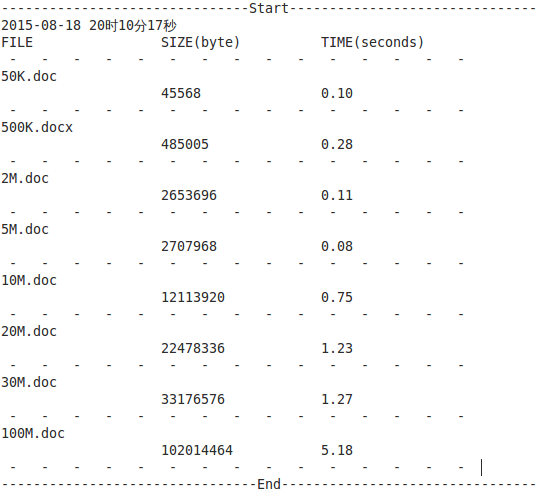 -------------------------------Start-------------------------------
2015-08-18 20时10分17秒
FILE SIZE(byte) TIME(seconds)
- - - - - - - - - - - - - - -
50K.doc
45568 0.10
- - - - - - - - - - - - - - -
500K.docx
485005 0.28
- - - - - - - - - - - - - - -
2M.doc
2653696 0.11
- - - - - - - - - - - - - - -
5M.doc
2707968 0.08
- - - - - - - - - - - - - - -
10M.doc
12113920 0.75
- - - - - - - - - - - - - - -
20M.doc
22478336 1.23
- - - - - - - - - - - - - - -
30M.doc
33176576 1.27
- - - - - - - - - - - - - - -
100M.doc
102014464 5.18
- - - - - - - - - - - - - - -
--------------------------------End--------------------------------